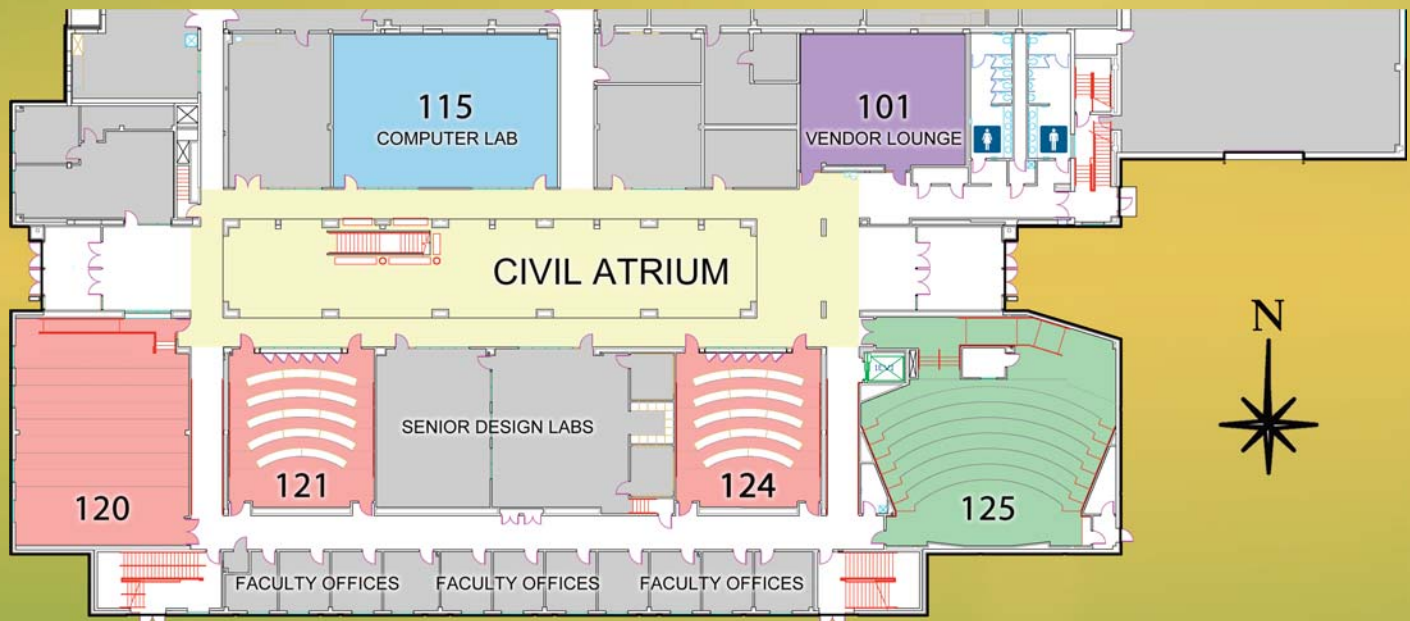 115
COMPUTER LAB
101
VENDOR LOUNGE
CIVIL ATRIUM
N
SENIOR DESIGN LABS
120
121
124
125
FACULTY OFFICES
FACULTY OFFICES
FACULTY OFFICES